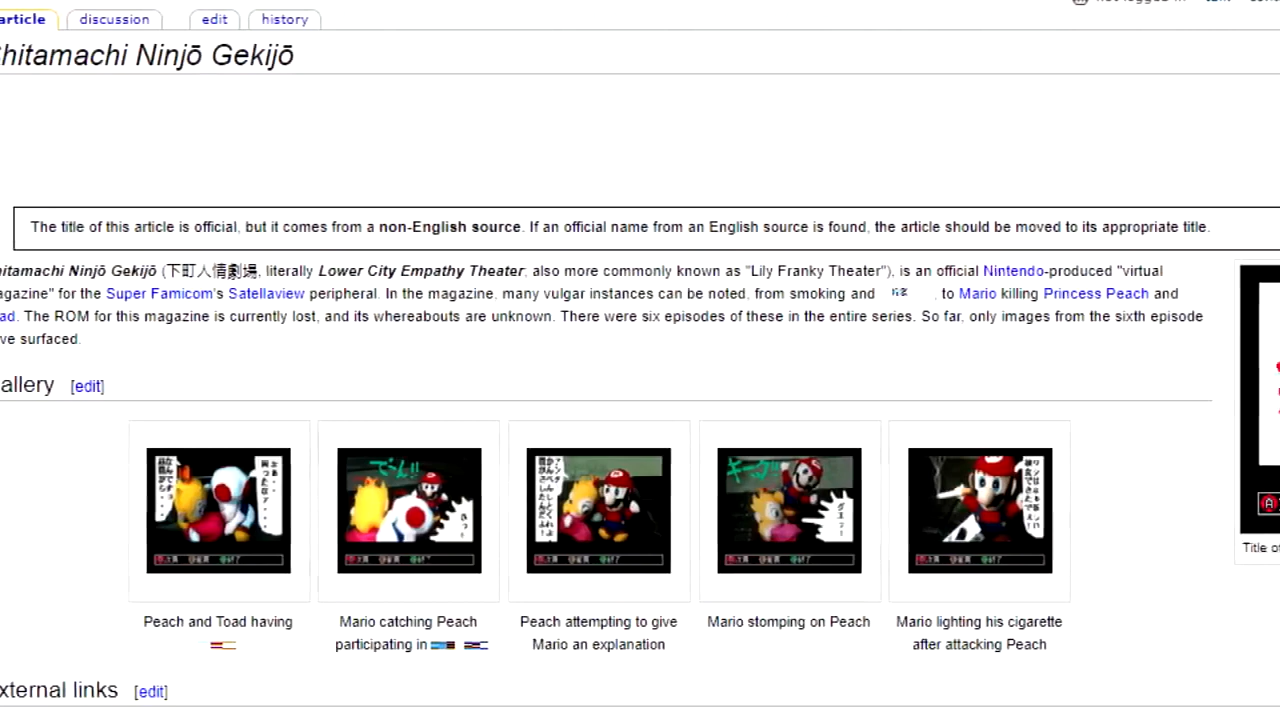 article discussion edit history
hitamachi Ninjō Gekijō
The title of this article is official, but it comes from a non-English source. If an official name from an English source is found, the article should be moved to its appropriate title.
hitamachi Ninjō Gekijō (下町人情劇場, literally Lower City Empathy Theater, also more commonly known as "Lily Franky Theater"), is an official Nintendo-produced "virtual
agazine" for the Super Famicom's Satellaview peripheral. In the magazine, many vulgar instances can be noted, from smoking and , to Mario killing Princess Peach and
ad. The ROM for this magazine is currently lost, and its whereabouts are unknown. There were six episodes of these in the entire series. So far, only images from the sixth episode
ve surfaced.
allery [edit]
Peach and Toad having
Mario catching Peach
participating in
Peach attempting to give
Mario an explanation
Mario stomping on Peach
Mario lighting his cigarette
after attacking Peach
Title of
xternal links [edit]